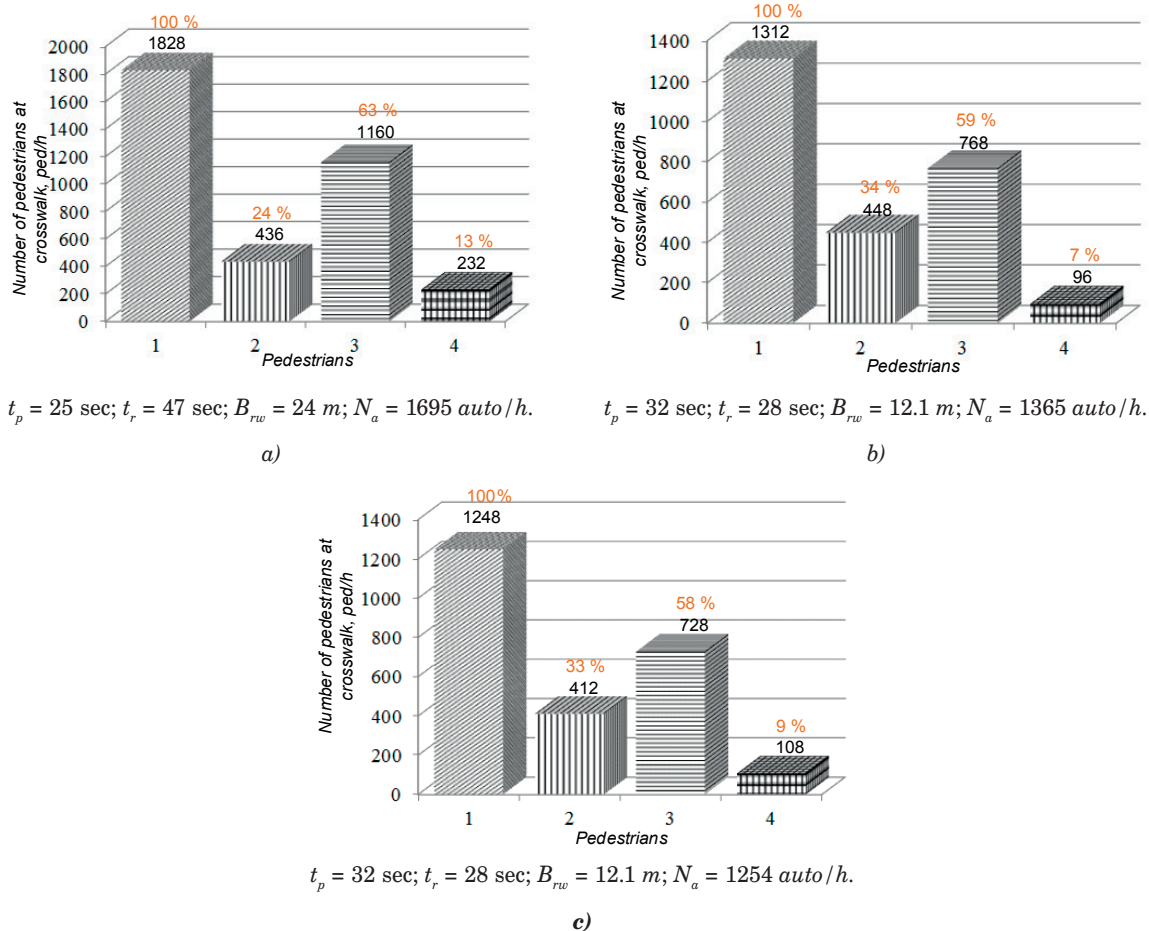 100 %
1828
63 %
1160
24 %
436
13 %
232
2000
1800
1600
1400
1200
1000
800
600
400
200
0
Number of pedestrians at
crosswalk, ped/h
1 2 3 4
Pedestrians
t_p = 25 sec; t_r = 47 sec; B_rw = 24 m; N_a = 1695 auto/h.
a)
100 %
1312
59 %
768
34 %
448
7 %
96
1400
1200
1000
800
600
400
200
0
Number of pedestrians at
crosswalk, ped/h
1 2 3 4
Pedestrians
t_p = 32 sec; t_r = 28 sec; B_rw = 12.1 m; N_a = 1365 auto/h.
b)
100%
1248
58 %
728
33 %
412
9 %
108
1400
1200
1000
800
600
400
200
0
Number of pedestrians at
crosswalk, ped/h
1 2 3 4
Pedestrians
t_p = 32 sec; t_r = 28 sec; B_rw = 12.1 m; N_a = 1254 auto/h.
c)